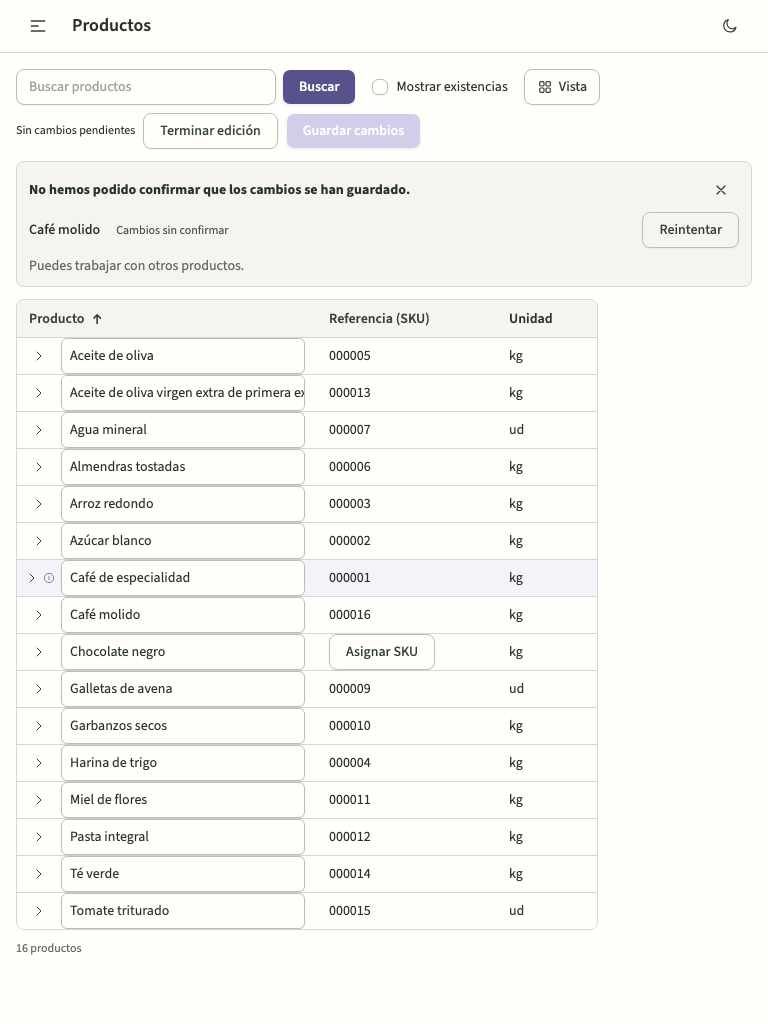 Productos
Buscar productos
Buscar
Mostrar existencias
Vista
Sin cambios pendientes
Terminar edición
Guardar cambios
No hemos podido confirmar que los cambios se han guardado.
Café molido Cambios sin confirmar
Reintentar
Puedes trabajar con otros productos.
Producto Referencia (SKU) Unidad
Aceite de oliva 000005 kg
Aceite de oliva virgen extra de primera ex 000013 kg
Agua mineral 000007 ud
Almendras tostadas 000006 kg
Arroz redondo 000003 kg
Azúcar blanco 000002 kg
Café de especialidad 000001 kg
Café molido 000016 kg
Chocolate negro Asignar SKU kg
Galletas de avena 000009 ud
Garbanzos secos 000010 kg
Harina de trigo 000004 kg
Miel de flores 000011 kg
Pasta integral 000012 kg
Té verde 000014 kg
Tomate triturado 000015 ud
16 productos